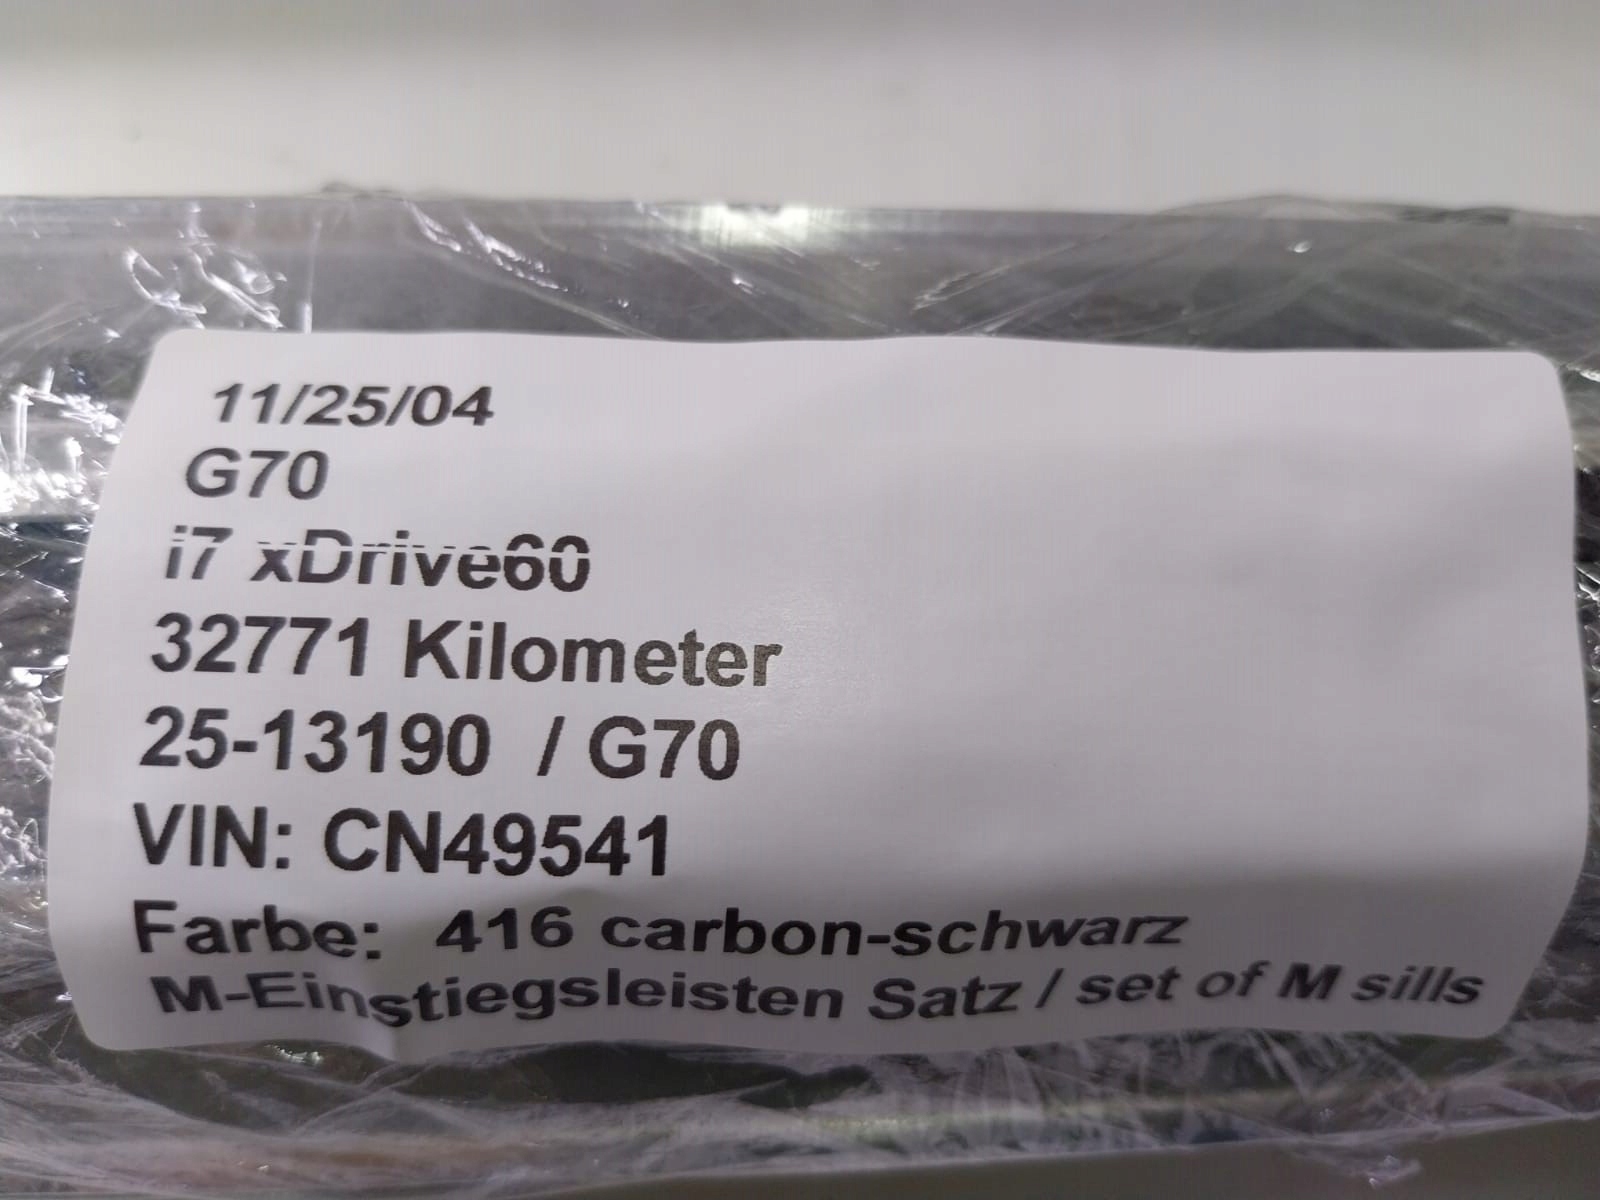 11/25/04
G70
i7 xDrive60
32771 Kilometer
25-13190 / G70
VIN: CN49541
Farbe: 416 carbon-schwarz
M-Einstiegsleisten Satz / set of M sills